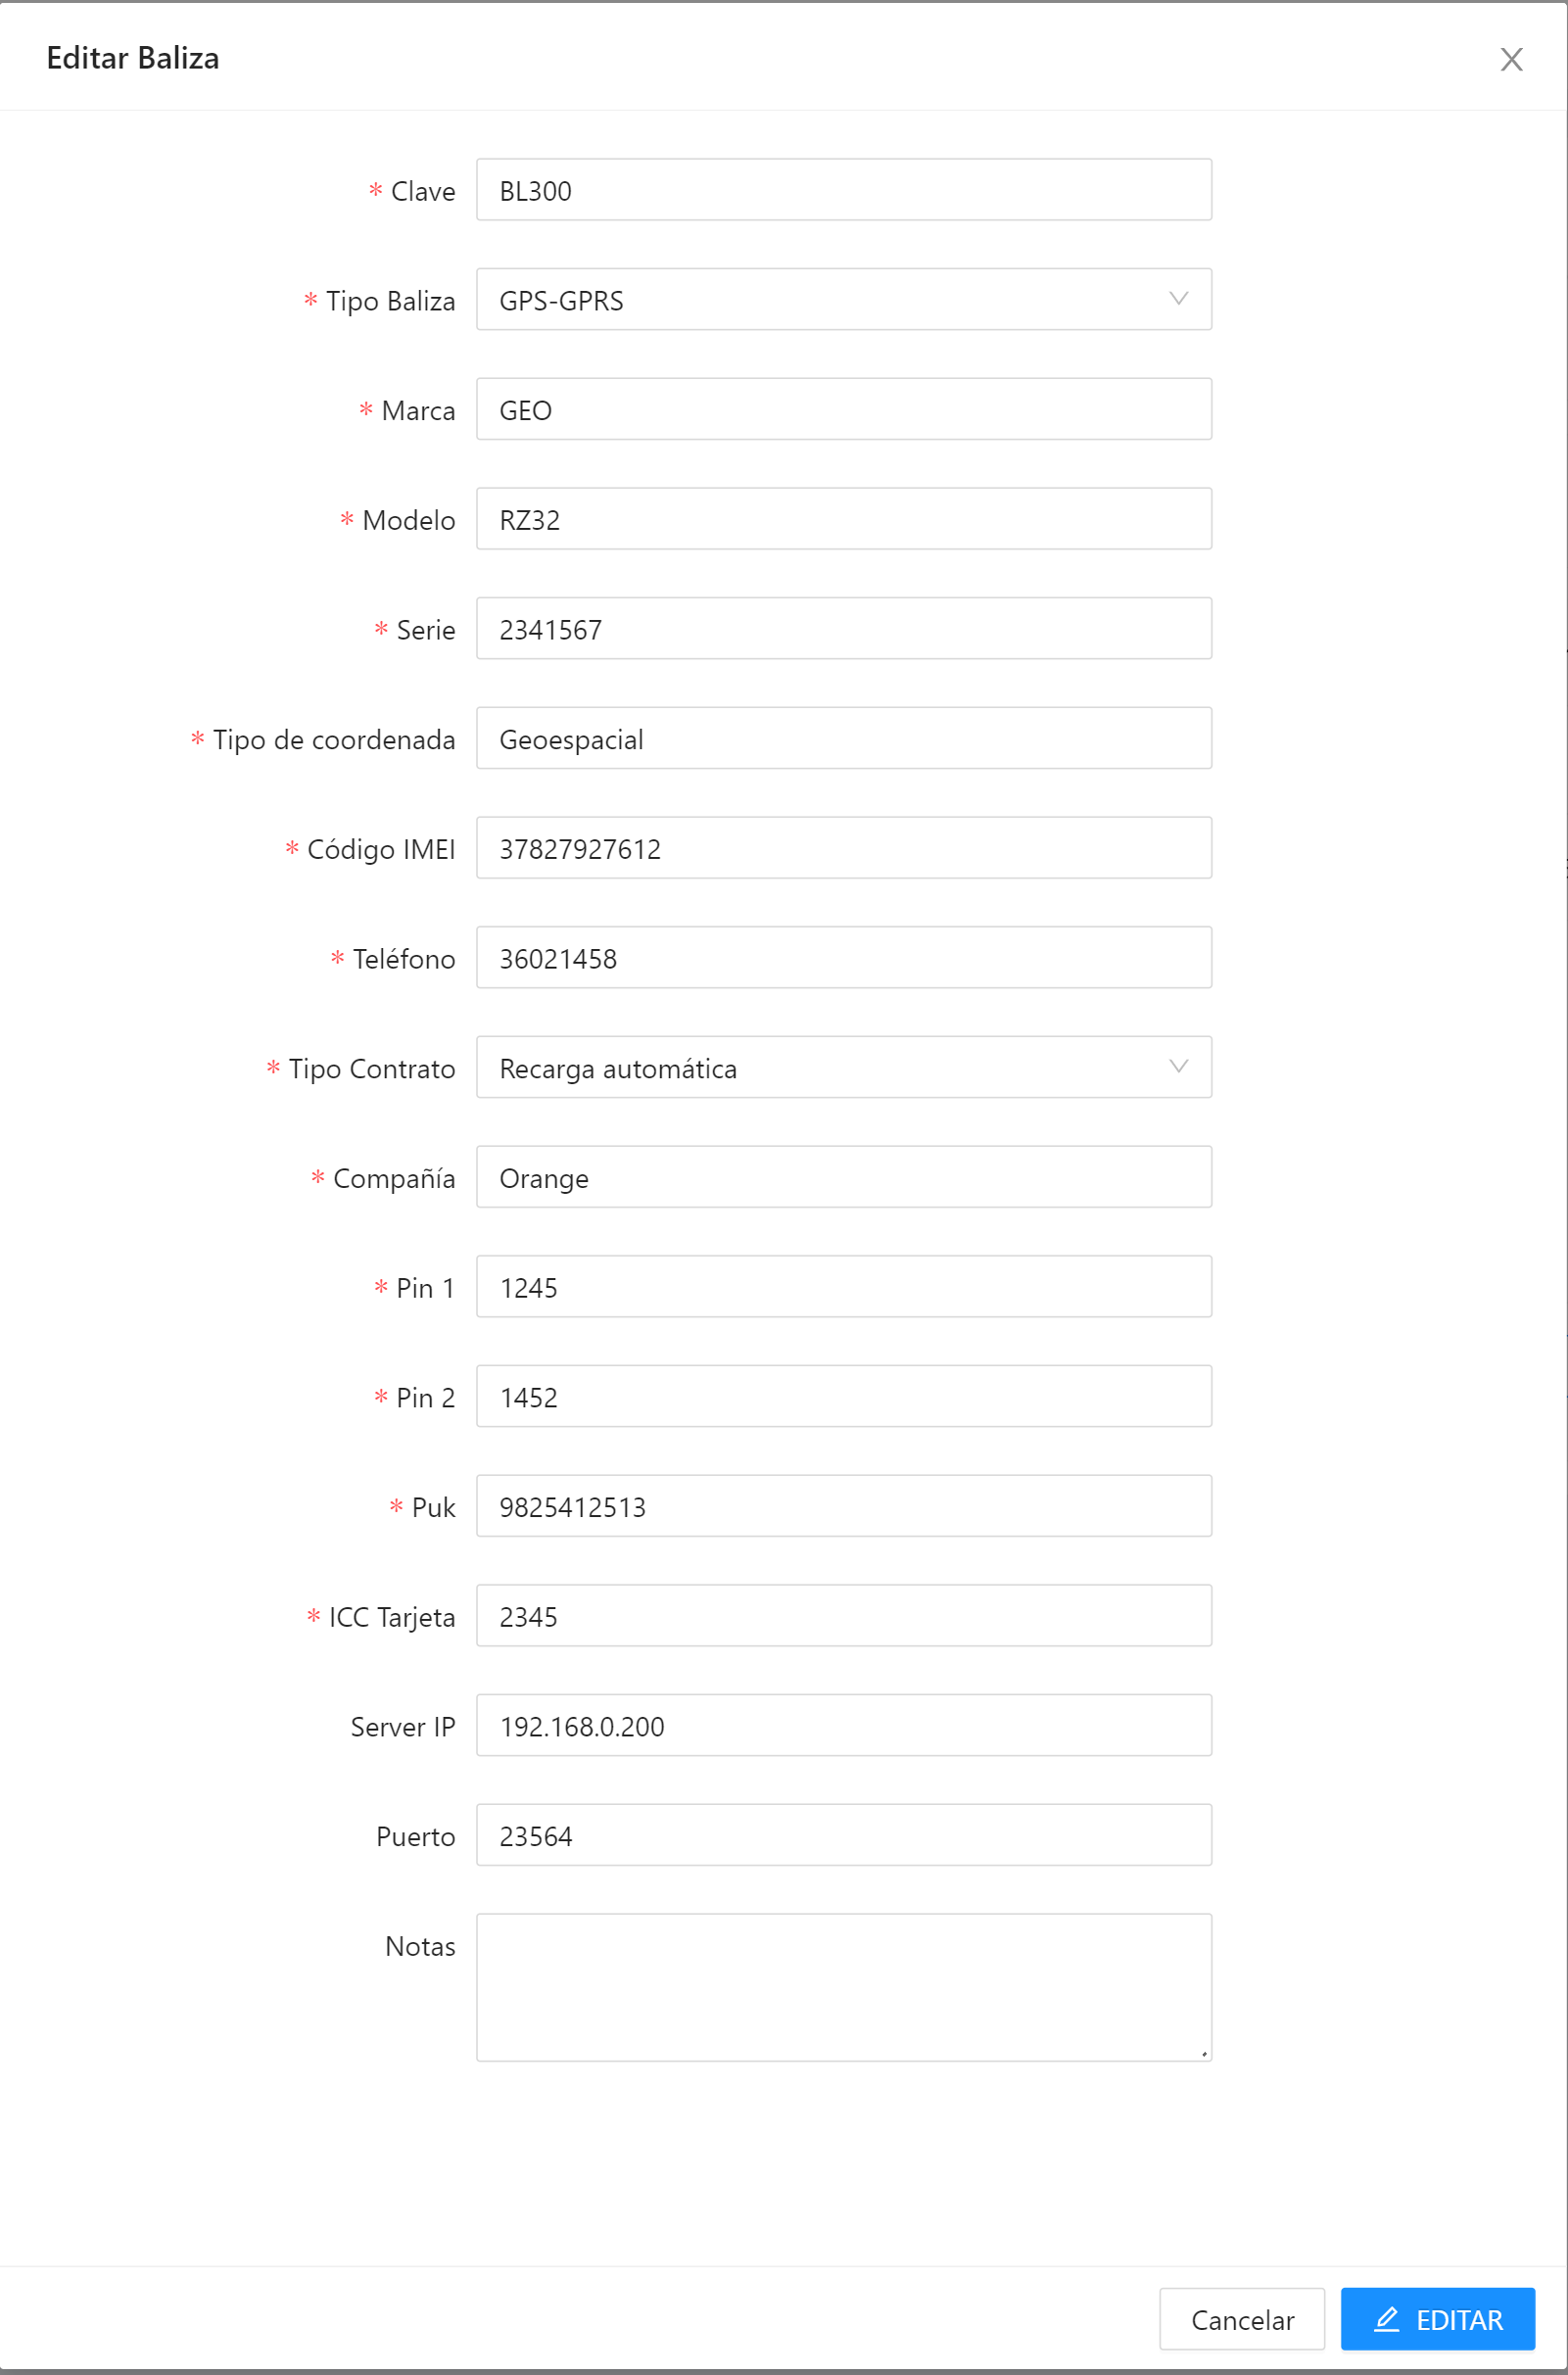 Editar Baliza
* Clave BL300
* Tipo Baliza GPS-GPRS
* Marca GEO
* Modelo RZ32
* Serie 2341567
* Tipo de coordenada Geoespacial
* Código IMEI 37827927612
* Teléfono 36021458
* Tipo Contrato Recarga automática
* Compañía Orange
* Pin 1 1245
* Pin 2 1452
* Puk 9825412513
* ICC Tarjeta 2345
Server IP 192.168.0.200
Puerto 23564
Notas
Cancelar EDITAR